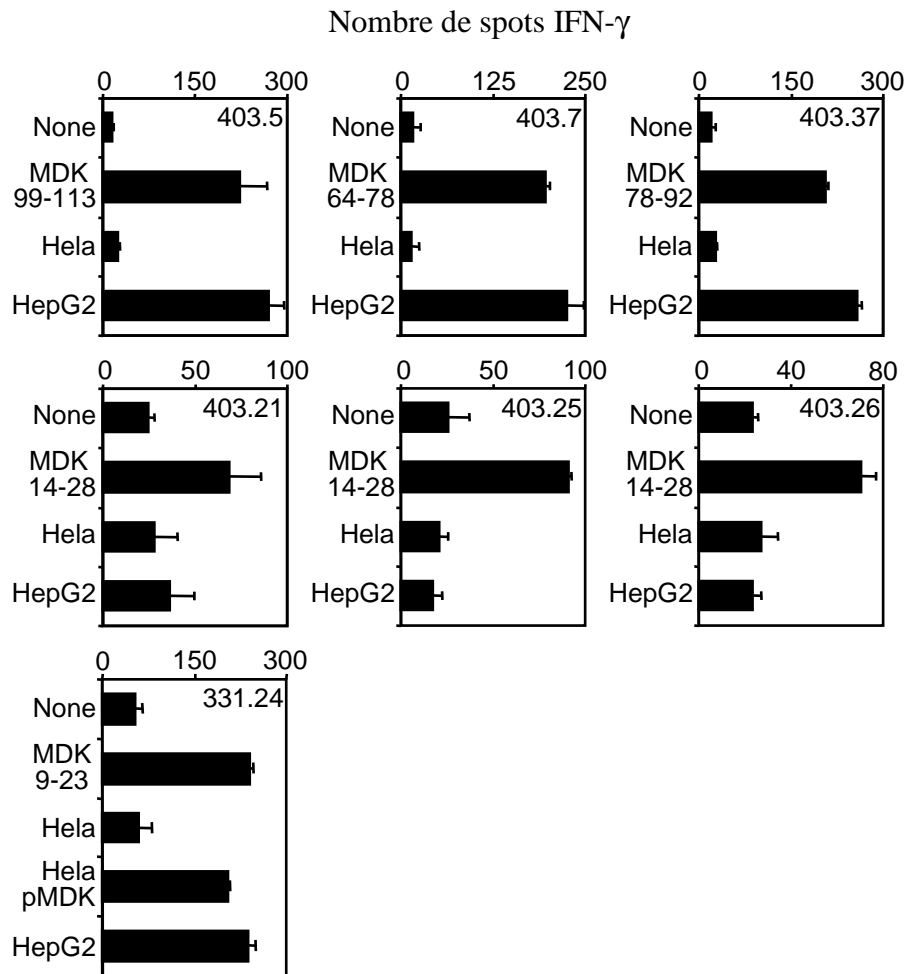 Nombre de spots IFN-γ
0 150 300
403.5
None
MDK
99-113
Hela
HepG2
0 125 250
403.7
None
MDK
64-78
Hela
HepG2
0 150 300
403.37
None
MDK
78-92
Hela
HepG2
0 50 100
403.21
None
MDK
14-28
Hela
HepG2
0 50 100
403.25
None
MDK
14-28
Hela
HepG2
0 40 80
403.26
None
MDK
14-28
Hela
HepG2
0 150 300
331.24
None
MDK
9-23
Hela
Hela
pMDK
HepG2